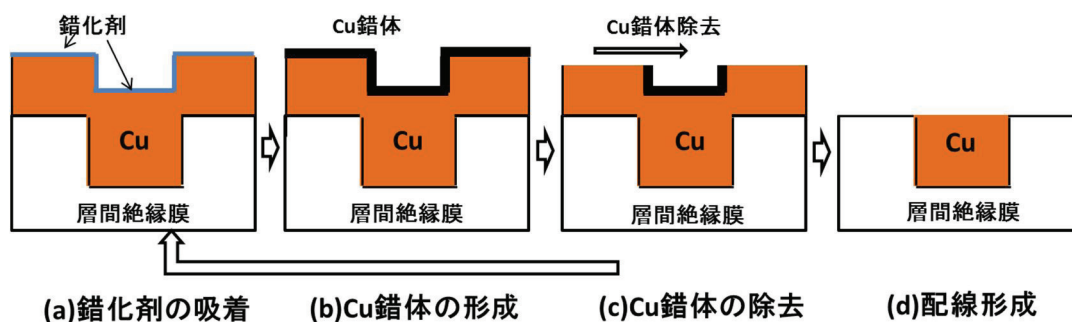 錯化剤
Cu錯体
Cu錯体除去
Cu
Cu
Cu
Cu
層間絶縁膜
層間絶縁膜
層間絶縁膜
層間絶縁膜
(a)錯化剤の吸着
(b)Cu錯体の形成
(c)Cu錯体の除去
(d)配線形成